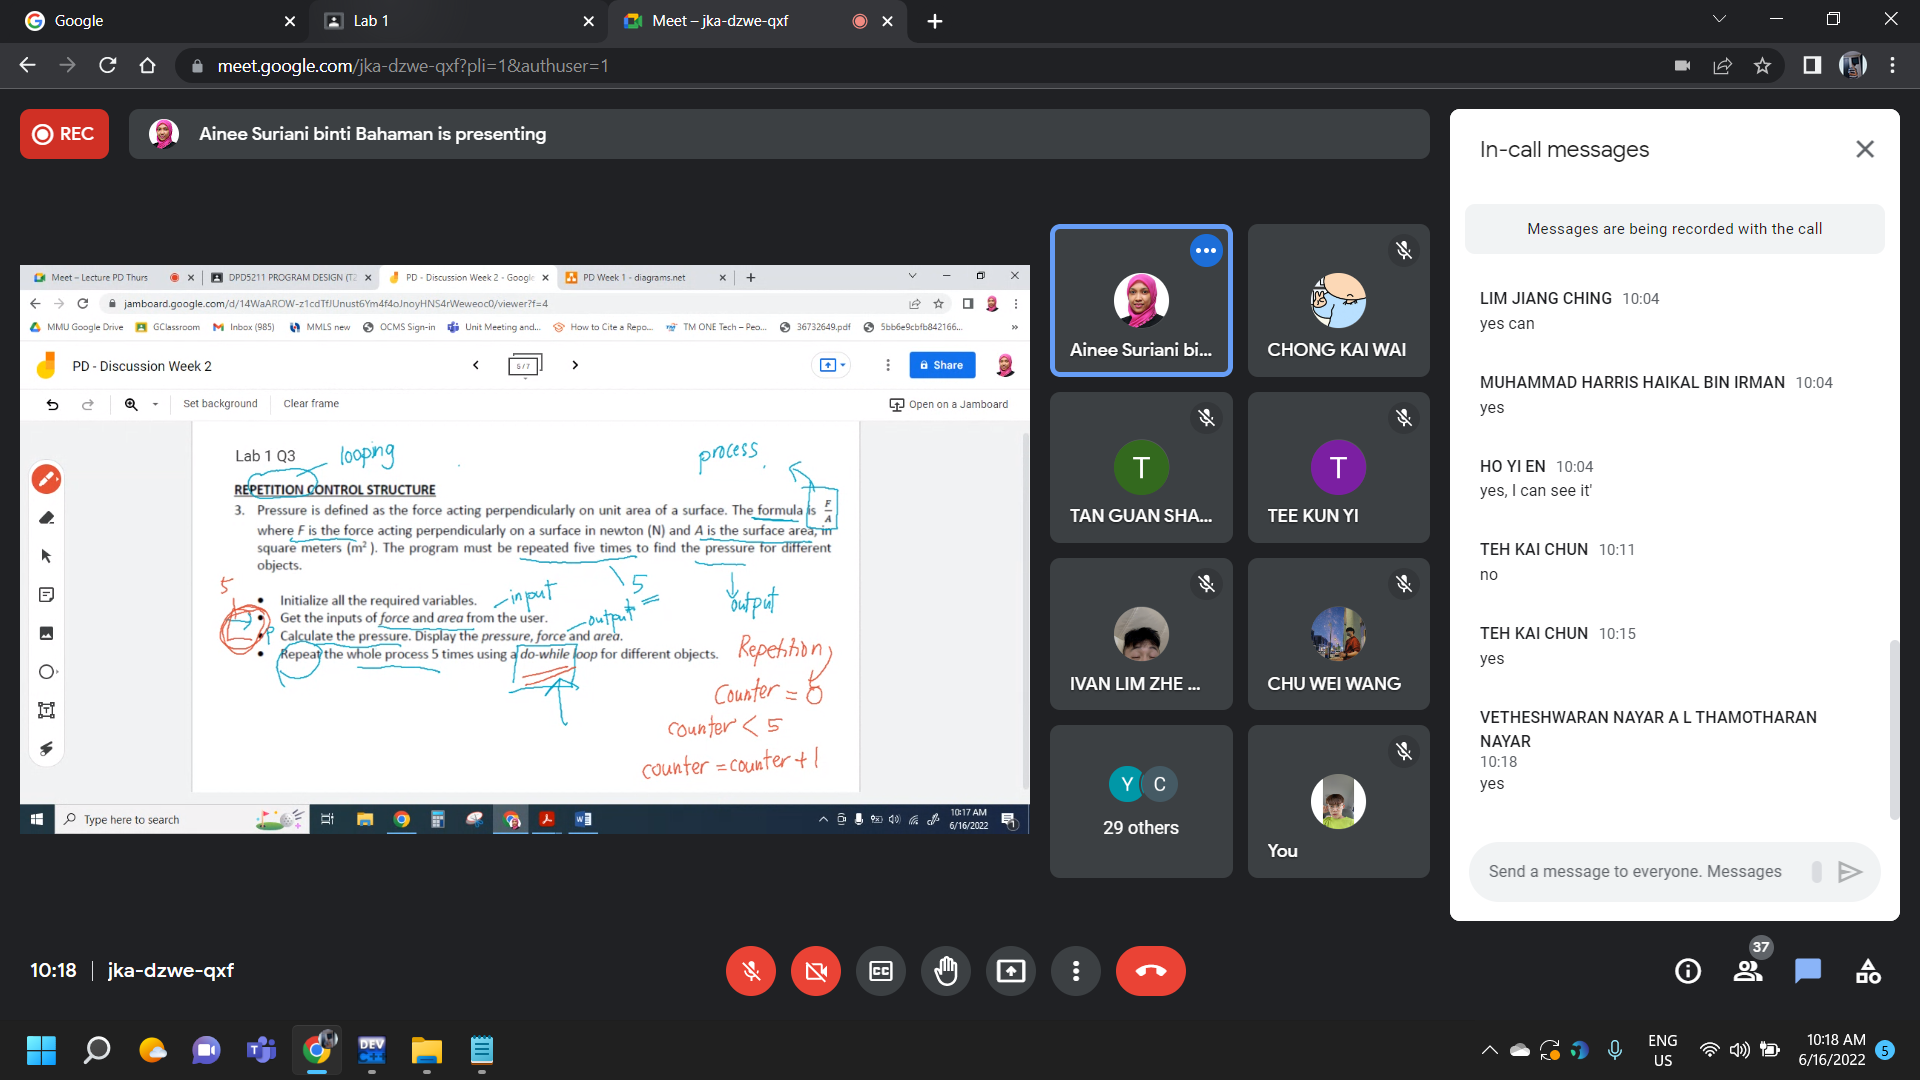 Google
Lab 1
Meet – jka-dzwe-qxf
meet.google.com/jka-dzwe-qxf?pli=1&authuser=1
REC
Ainee Suriani binti Bahaman is presenting
Meet – Lecture PD Thurs
DPD5211 PROGRAM DESIGN (T2
PD - Discussion Week 2 - Google
PD Week 1 - diagrams.net
jamboard.google.com/d/14WaAROW-z1cdTfJUnust6Ym4f4oJnoyHNS4rWeweoc0/viewer?f=4
MMU Google Drive
GClassroom
Inbox (985)
MMLS new
OCMS Sign-in
Unit Meeting and...
How to Cite a Repo...
TM ONE Tech – Peo...
36732649.pdf
5bb6e9cbfb842166...
»
PD - Discussion Week 2
6/7
Share
Set background
Clear frame
Open on a Jamboard
Lab 1 Q3
looping
process
REPETITION CONTROL STRUCTURE
3. Pressure is defined as the force acting perpendicularly on unit area of a surface. The formula is F/A
where F is the force acting perpendicularly on a surface in newton (N) and A is the surface area, in
square meters (m²). The program must be repeated five times to find the pressure for different
objects.
5
5
input
output
output
• Initialize all the required variables.
• Get the inputs of force and area from the user.
• Calculate the pressure. Display the pressure, force and area.
• Repeat the whole process 5 times using a do-while loop for different objects.
P
Repetition
Counter = 0
counter < 5
counter = counter + 1
Type here to search
10:17 AM
6/16/2022
1
Ainee Suriani bi...
CHONG KAI WAI
T
TAN GUAN SHA...
T
TEE KUN YI
IVAN LIM ZHE ...
CHU WEI WANG
Y
C
29 others
You
In-call messages
Messages are being recorded with the call
LIM JIANG CHING 10:04
yes can
MUHAMMAD HARRIS HAIKAL BIN IRMAN 10:04
yes
HO YI EN 10:04
yes, I can see it'
TEH KAI CHUN 10:11
no
TEH KAI CHUN 10:15
yes
VETHESHWARAN NAYAR A L THAMOTHARAN
NAYAR
10:18
yes
Send a message to everyone. Messages
10:18
jka-dzwe-qxf
CC
37
DEV
C++
ENG
US
10:18 AM
6/16/2022
5